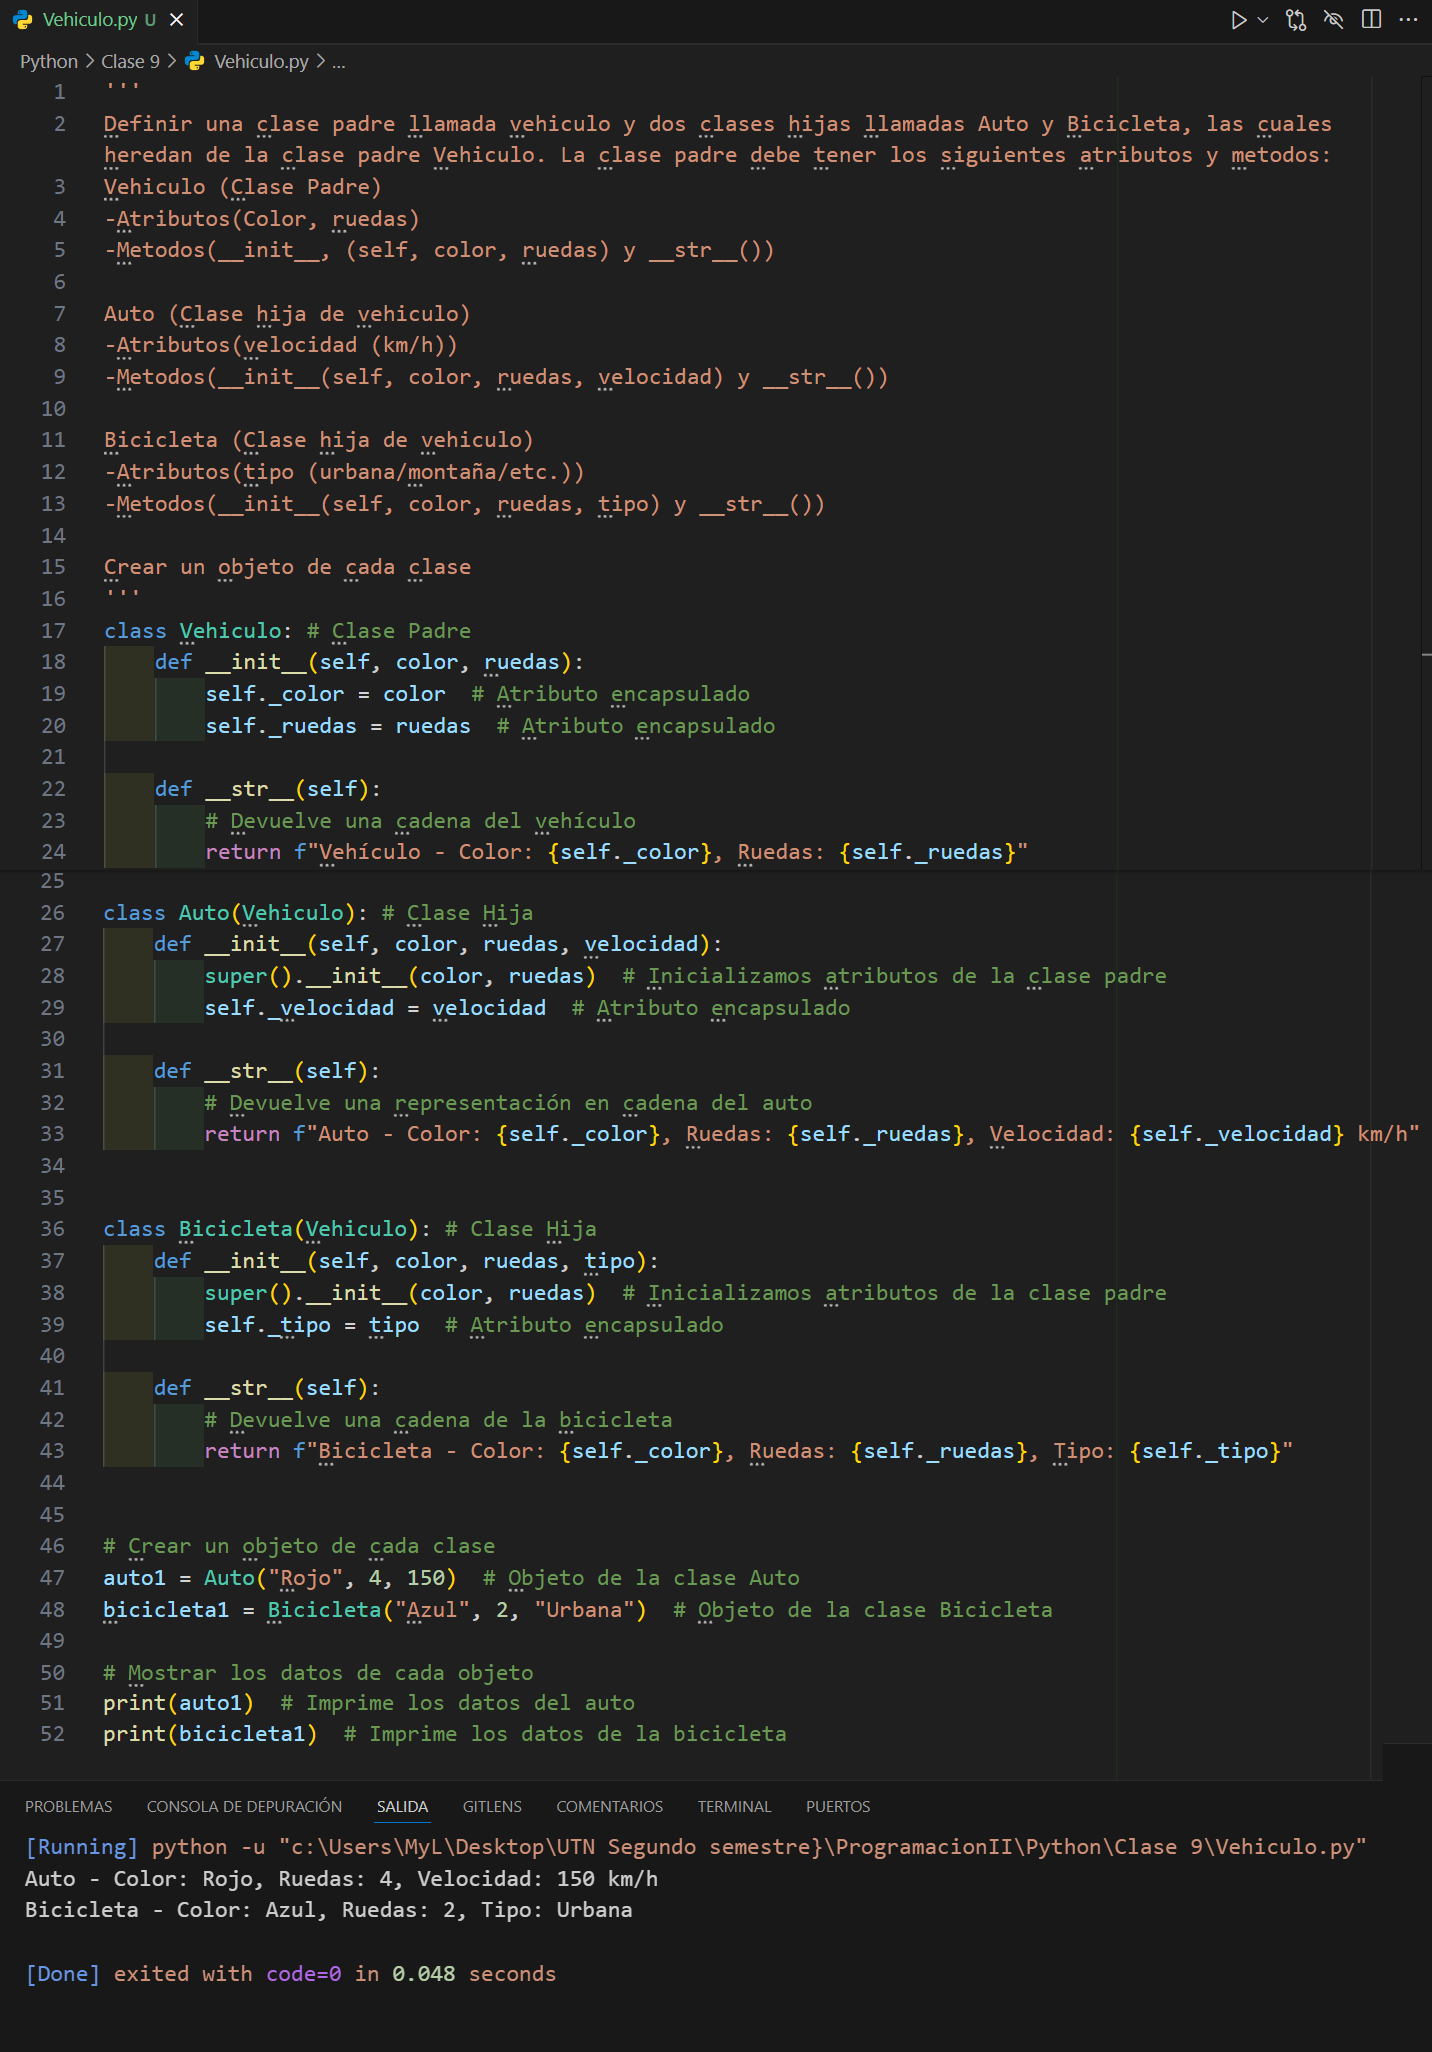 Vehiculo.py U
Python > Clase 9 > Vehiculo.py > ...
1 '''
2 Definir una clase padre llamada vehiculo y dos clases hijas llamadas Auto y Bicicleta, las cuales
heredan de la clase padre Vehiculo. La clase padre debe tener los siguientes atributos y metodos:
3 Vehiculo (Clase Padre)
4 -Atributos(Color, ruedas)
5 -Metodos(__init__, (self, color, ruedas) y __str__())
6
7 Auto (Clase hija de vehiculo)
8 -Atributos(velocidad (km/h))
9 -Metodos(__init__(self, color, ruedas, velocidad) y __str__())
10
11 Bicicleta (Clase hija de vehiculo)
12 -Atributos(tipo (urbana/montaña/etc.))
13 -Metodos(__init__(self, color, ruedas, tipo) y __str__())
14
15 Crear un objeto de cada clase
16 '''
17 class Vehiculo: # Clase Padre
18     def __init__(self, color, ruedas):
19         self._color = color  # Atributo encapsulado
20         self._ruedas = ruedas  # Atributo encapsulado
21
22     def __str__(self):
23         # Devuelve una cadena del vehículo
24         return f"Vehículo - Color: {self._color}, Ruedas: {self._ruedas}"
25
26 class Auto(Vehiculo): # Clase Hija
27     def __init__(self, color, ruedas, velocidad):
28         super().__init__(color, ruedas)  # Inicializamos atributos de la clase padre
29         self._velocidad = velocidad  # Atributo encapsulado
30
31     def __str__(self):
32         # Devuelve una representación en cadena del auto
33         return f"Auto - Color: {self._color}, Ruedas: {self._ruedas}, Velocidad: {self._velocidad} km/h"
34
35
36 class Bicicleta(Vehiculo): # Clase Hija
37     def __init__(self, color, ruedas, tipo):
38         super().__init__(color, ruedas)  # Inicializamos atributos de la clase padre
39         self._tipo = tipo  # Atributo encapsulado
40
41     def __str__(self):
42         # Devuelve una cadena de la bicicleta
43         return f"Bicicleta - Color: {self._color}, Ruedas: {self._ruedas}, Tipo: {self._tipo}"
44
45
46 # Crear un objeto de cada clase
47 auto1 = Auto("Rojo", 4, 150)  # Objeto de la clase Auto
48 bicicleta1 = Bicicleta("Azul", 2, "Urbana")  # Objeto de la clase Bicicleta
49
50 # Mostrar los datos de cada objeto
51 print(auto1)  # Imprime los datos del auto
52 print(bicicleta1)  # Imprime los datos de la bicicleta
PROBLEMAS CONSOLA DE DEPURACIÓN SALIDA GITLENS COMENTARIOS TERMINAL PUERTOS
[Running] python -u "c:\Users\MyL\Desktop\UTN Segundo semestre}\ProgramacionII\Python\Clase 9\Vehiculo.py"
Auto - Color: Rojo, Ruedas: 4, Velocidad: 150 km/h
Bicicleta - Color: Azul, Ruedas: 2, Tipo: Urbana
[Done] exited with code=0 in 0.048 seconds